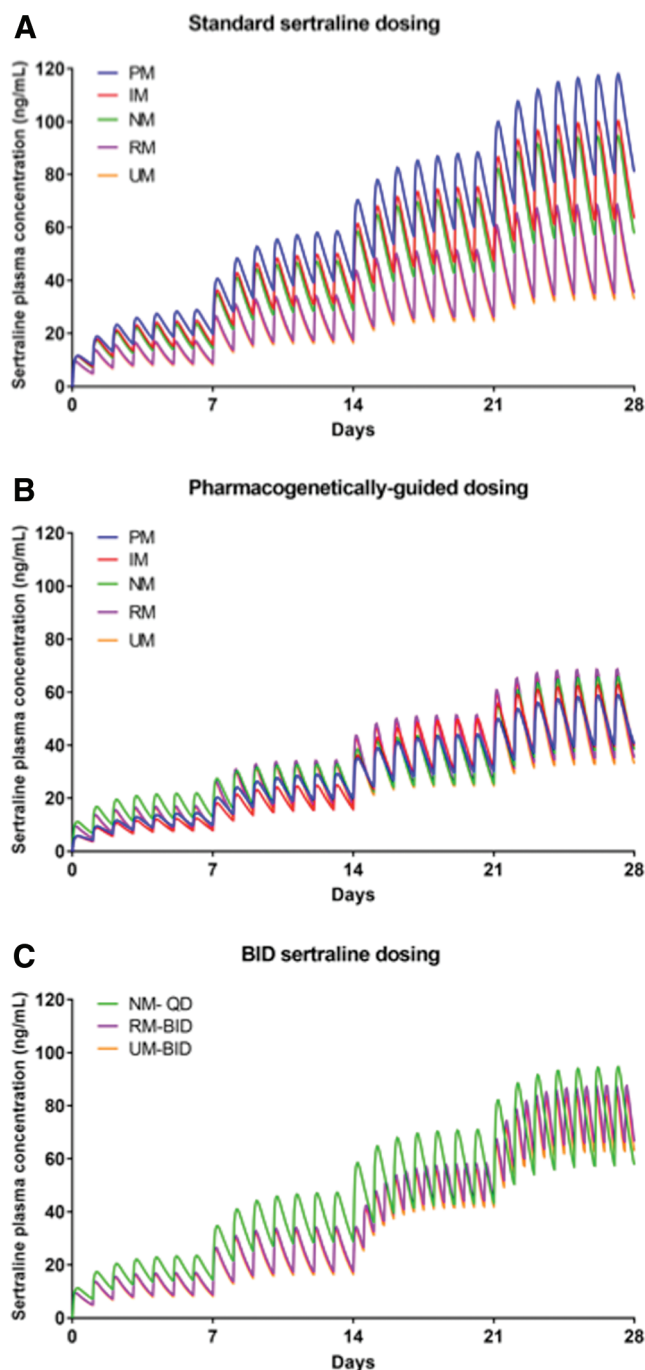 A
Standard sertraline dosing
Sertraline plasma concentration (ng/mL)
120
100
80
60
40
20
0
PM
IM
NM
RM
UM
0 7 14 21 28
Days
B
Pharmacogenetically-guided dosing
Sertraline plasma concentration (ng/mL)
120
100
80
60
40
20
0
PM
IM
NM
RM
UM
0 7 14 21 28
Days
C
BID sertraline dosing
Sertraline plasma concentration (ng/mL)
120
100
80
60
40
20
0
NM- QD
RM-BID
UM-BID
0 7 14 21 28
Days